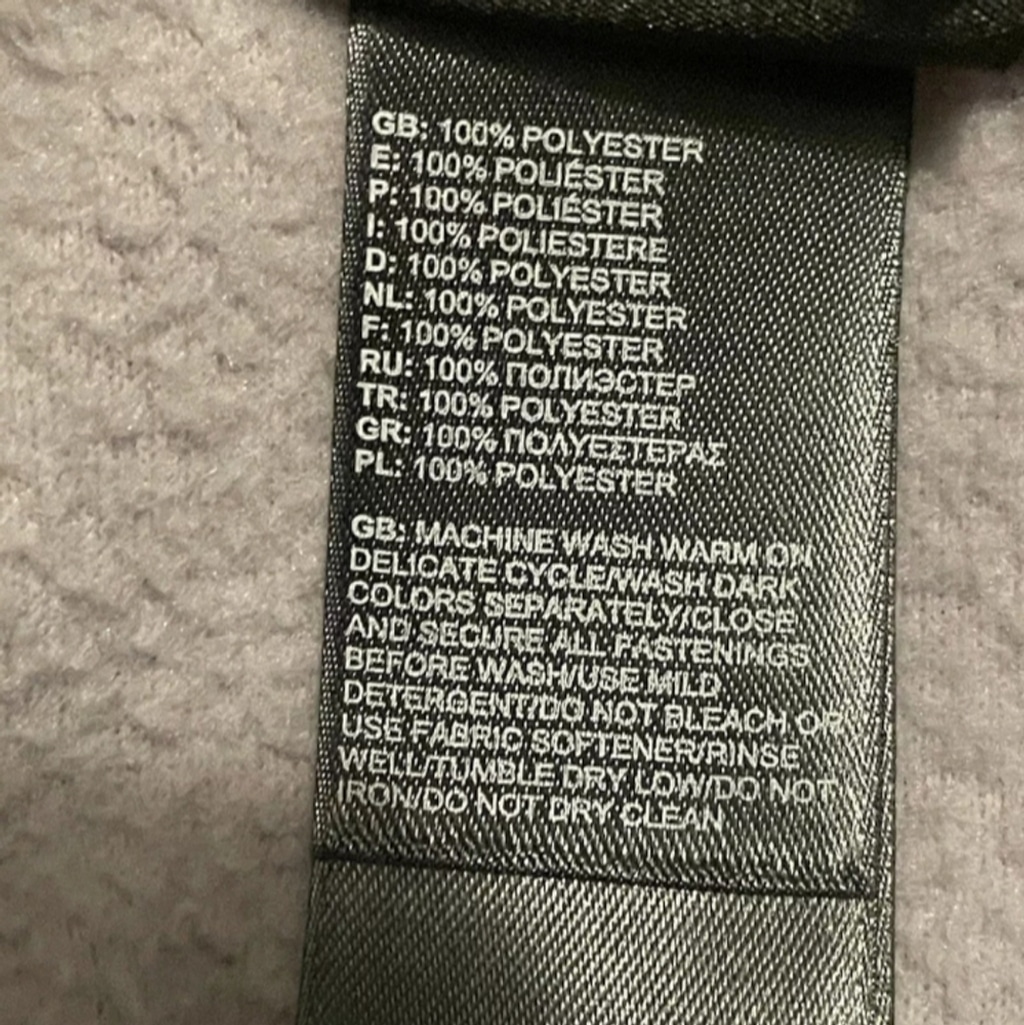 GB: 100% POLYESTER
E: 100% POLIÉSTER
P: 100% POLIÉSTER
I: 100% POLIESTERE
D: 100% POLYESTER
NL: 100% POLYESTER
F: 100% POLYESTER
RU: 100% ПОЛИЭСТЕР
TR: 100% POLYESTER
GR: 100% ΠΟΛΥΕΣΤΕΡΑΣ
PL: 100% POLYESTER
GB: MACHINE WASH WARM ON
DELICATE CYCLE/WASH DARK
COLORS SEPARATELY/CLOSE
AND SECURE ALL FASTENINGS
BEFORE WASH/USE MILD
DETERGENT/DO NOT BLEACH OR
USE FABRIC SOFTENER/RINSE
WELL/TUMBLE DRY LOW/DO NOT
IRON/DO NOT DRY CLEAN